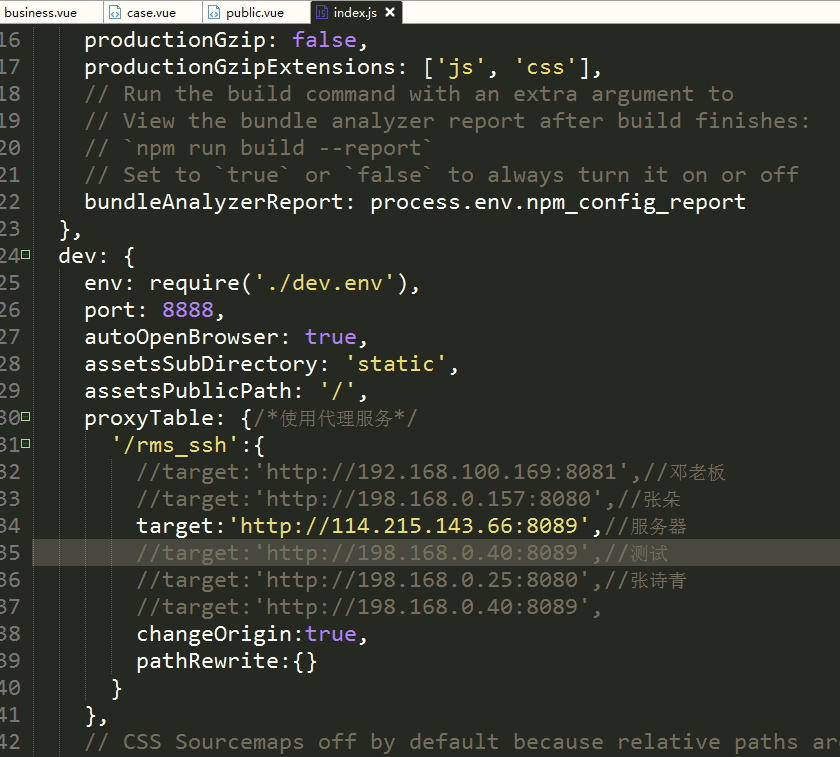 business.vue case.vue public.vue index.js ×
16 productionGzip: false,
17 productionGzipExtensions: ['js', 'css'],
18 // Run the build command with an extra argument to
19 // View the bundle analyzer report after build finishes:
20 // `npm run build --report`
21 // Set to `true` or `false` to always turn it on or off
22 bundleAnalyzerReport: process.env.npm_config_report
23 },
24 dev: {
25 env: require('./dev.env'),
26 port: 8888,
27 autoOpenBrowser: true,
28 assetsSubDirectory: 'static',
29 assetsPublicPath: '/',
30 proxyTable: {/*使用代理服务*/
31 '/rms_ssh':{
32 //target:'http://192.168.100.169:8081',//邓老板
33 //target:'http://198.168.0.157:8080',//张朵
34 target:'http://114.215.143.66:8089',//服务器
35 //target:'http://198.168.0.40:8089',//测试
36 //target:'http://198.168.0.25:8080',//张诗青
37 //target:'http://198.168.0.40:8089',
38 changeOrigin:true,
39 pathRewrite:{}
40 }
41 },
42 // CSS Sourcemaps off by default because relative paths